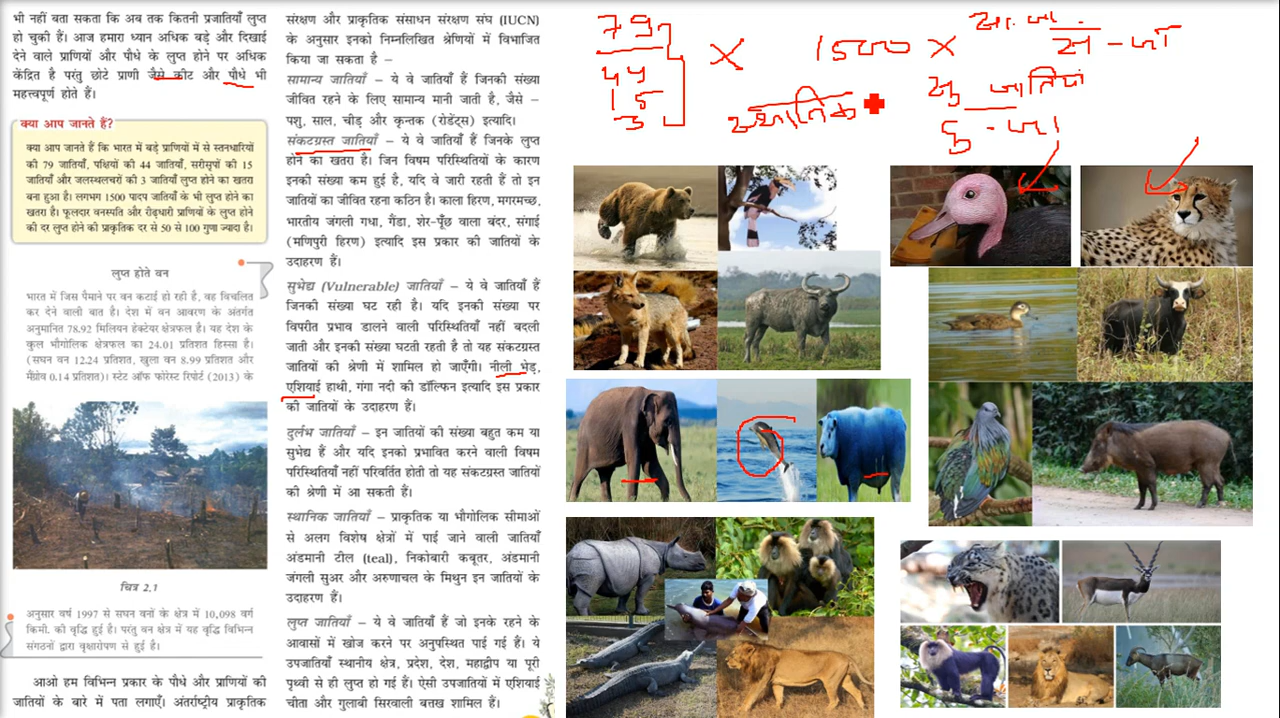 भी नहीं बता सकता कि अब तक कितनी प्रजातियाँ लुप्त
हो चुकी हैं। आज हमारा ध्यान अधिक बड़े और दिखाई
देने वाले प्राणियों और पौधे के लुप्त होने पर अधिक
केंद्रित है परंतु छोटे प्राणी जैसे कीट और पौधे भी
महत्त्वपूर्ण होते हैं।
क्या आप जानते हैं?
क्या आप जानते हैं कि भारत में बड़े प्राणियों में से स्तनधारियों
की 79 जातियाँ, पक्षियों की 44 जातियाँ, सरीसृपों की 15
जातियाँ और जलस्थलचरों की 3 जातियाँ लुप्त होने का खतरा
बना हुआ है। लगभग 1500 पादप जातियों के भी लुप्त होने का
खतरा है। फूलदार वनस्पति और रीढ़धारी प्राणियों के लुप्त होने
की दर लुप्त होने की प्राकृतिक दर से 50 से 100 गुणा ज्यादा है।
लुप्त होते वन
भारत में जिस पैमाने पर वन कटाई हो रही है, वह विचलित
कर देने वाली बात है। देश में वन आवरण के अंतर्गत
अनुमानित 78.92 मिलियन हेक्टेयर क्षेत्रफल है। यह देश के
कुल भौगोलिक क्षेत्रफल का 24.01 प्रतिशत हिस्सा है।
(सघन वन 12.24 प्रतिशत, खुला वन 8.99 प्रतिशत और
मैंग्रोव 0.14 प्रतिशत)। स्टेट ऑफ फोरेस्ट रिपोर्ट (2013) के
चित्र 2.1
अनुसार वर्ष 1997 से सघन वनों के क्षेत्र में 10,098 वर्ग
किमी. की वृद्धि हुई है। परंतु वन क्षेत्र में यह वृद्धि विभिन्न
संगठनों द्वारा वृक्षारोपण से हुई है।
आओ हम विभिन्न प्रकार के पौधे और प्राणियों की
जातियों के बारे में पता लगाएँ। अंतर्राष्ट्रीय प्राकृतिक
संरक्षण और प्राकृतिक संसाधन संरक्षण संघ (IUCN)
के अनुसार इनको निम्नलिखित श्रेणियों में विभाजित
किया जा सकता है –
सामान्य जातियाँ – ये वे जातियाँ हैं जिनकी संख्या
जीवित रहने के लिए सामान्य मानी जाती है, जैसे –
पशु, साल, चीड़ और कृन्तक (रोडेंट्स) इत्यादि।
संकटग्रस्त जातियाँ – ये वे जातियाँ हैं जिनके लुप्त
होने का खतरा है। जिन विषम परिस्थितियों के कारण
इनकी संख्या कम हुई है, यदि वे जारी रहती हैं तो इन
जातियों का जीवित रहना कठिन है। काला हिरण, मगरमच्छ,
भारतीय जंगली गधा, गैंडा, शेर-पूँछ वाला बंदर, संगाई
(मणिपुरी हिरण) इत्यादि इस प्रकार की जातियों के
उदाहरण हैं।
सुभेद्य (Vulnerable) जातियाँ – ये वे जातियाँ हैं
जिनकी संख्या घट रही है। यदि इनकी संख्या पर
विपरीत प्रभाव डालने वाली परिस्थितियाँ नहीं बदली
जाती और इनकी संख्या घटती रहती है तो यह संकटग्रस्त
जातियों की श्रेणी में शामिल हो जाएँगी। नीली भेड़,
एशियाई हाथी, गंगा नदी की डॉल्फिन इत्यादि इस प्रकार
की जातियों के उदाहरण हैं।
दुर्लभ जातियाँ – इन जातियों की संख्या बहुत कम या
सुभेद्य हैं और यदि इनको प्रभावित करने वाली विषम
परिस्थितियाँ नहीं परिवर्तित होती तो यह संकटग्रस्त जातियों
की श्रेणी में आ सकती हैं।
स्थानिक जातियाँ – प्राकृतिक या भौगोलिक सीमाओं
से अलग विशेष क्षेत्रों में पाई जाने वाली जातियाँ
अंडमानी टील (teal), निकोबारी कबूतर, अंडमानी
जंगली सुअर और अरुणाचल के मिथुन इन जातियों के
उदाहरण हैं।
लुप्त जातियाँ – ये वे जातियाँ हैं जो इनके रहने के
आवासों में खोज करने पर अनुपस्थित पाई गई हैं। ये
उपजातियाँ स्थानीय क्षेत्र, प्रदेश, देश, महाद्वीप या पूरी
पृथ्वी से ही लुप्त हो गई हैं। ऐसी उपजातियों में एशियाई
चीता और गुलाबी सिरवाली बतख शामिल हैं।
79
44
15
3
× 1500 ×